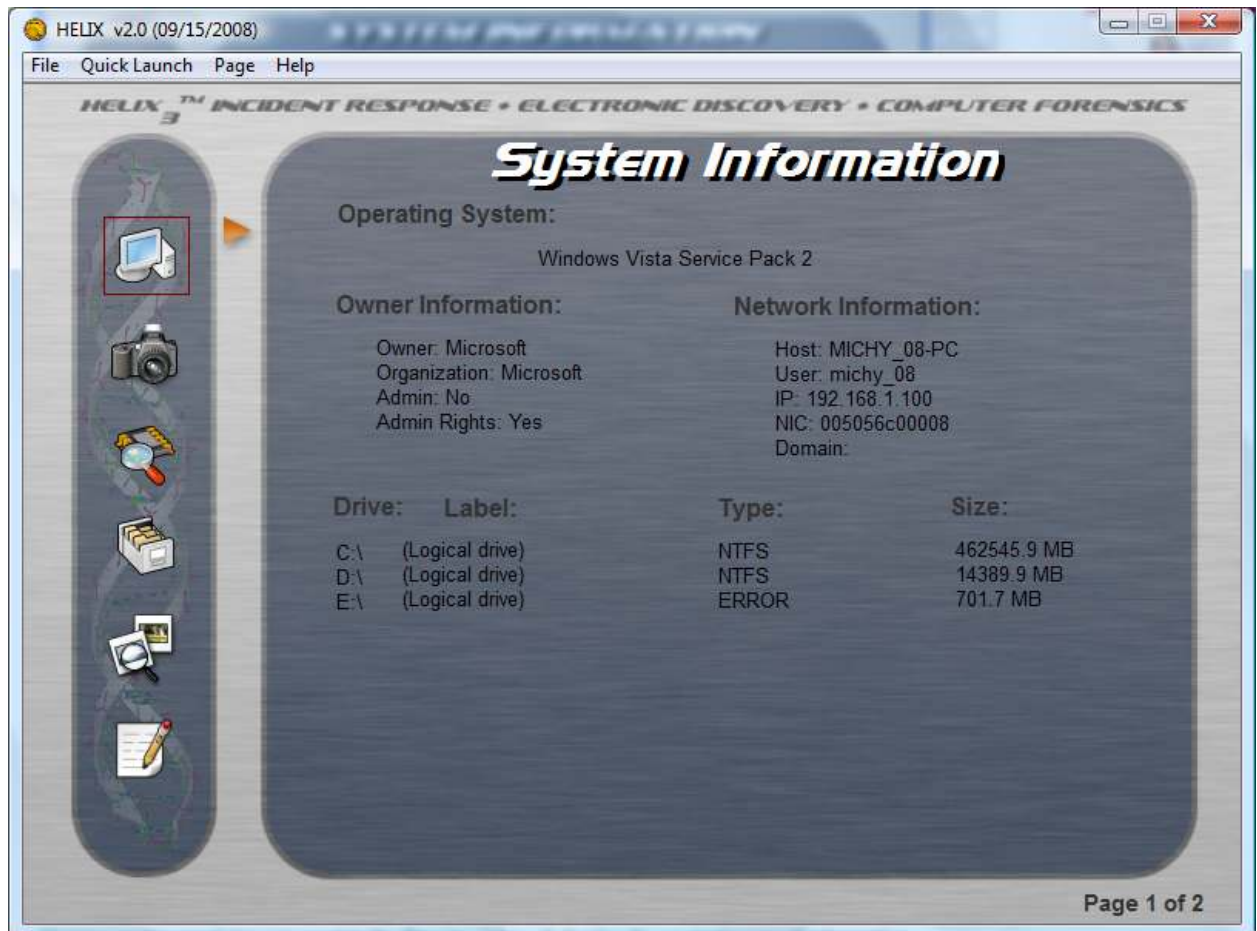 HELIX v2.0 (09/15/2008)
File Quick Launch Page Help
HELIX 3™ INCIDENT RESPONSE • ELECTRONIC DISCOVERY • COMPUTER FORENSICS
System Information
Operating System:
Windows Vista Service Pack 2
Owner Information:
Owner: Microsoft
Organization: Microsoft
Admin: No
Admin Rights: Yes
Network Information:
Host: MICHY_08-PC
User: michy_08
IP: 192.168.1.100
NIC: 005056c00008
Domain:
Drive: Label: Type: Size:
C:\ (Logical drive) NTFS 462545.9 MB
D:\ (Logical drive) NTFS 14389.9 MB
E:\ (Logical drive) ERROR 701.7 MB
Page 1 of 2